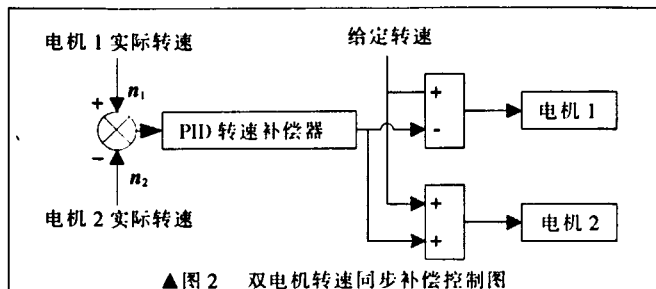 电机 1 实际转速
给定转速
+
n₁
PID 转速补偿器
−
n₂
电机 2 实际转速
+
-
电机 1
+
+
电机 2
▲图 2 双电机转速同步补偿控制图